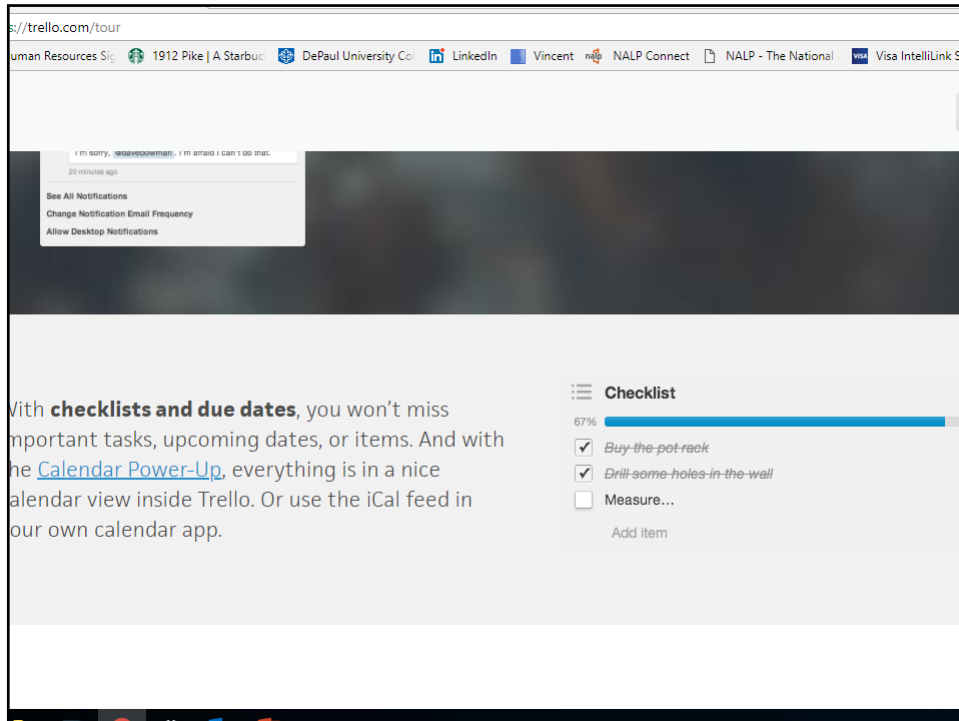 s://trello.com/tour
uman Resources Sig 1912 Pike | A Starbuc DePaul University Col LinkedIn Vincent nalp NALP Connect NALP - The National VISA Visa IntelliLink S
I'm sorry, @davebowman. I'm afraid I can't do that.
20 minutes ago
See All Notifications
Change Notification Email Frequency
Allow Desktop Notifications
With checklists and due dates, you won't miss
mportant tasks, upcoming dates, or items. And with
he Calendar Power-Up, everything is in a nice
alendar view inside Trello. Or use the iCal feed in
our own calendar app.
Checklist
67%
Buy the pot rack
Drill some holes in the wall
Measure...
Add item